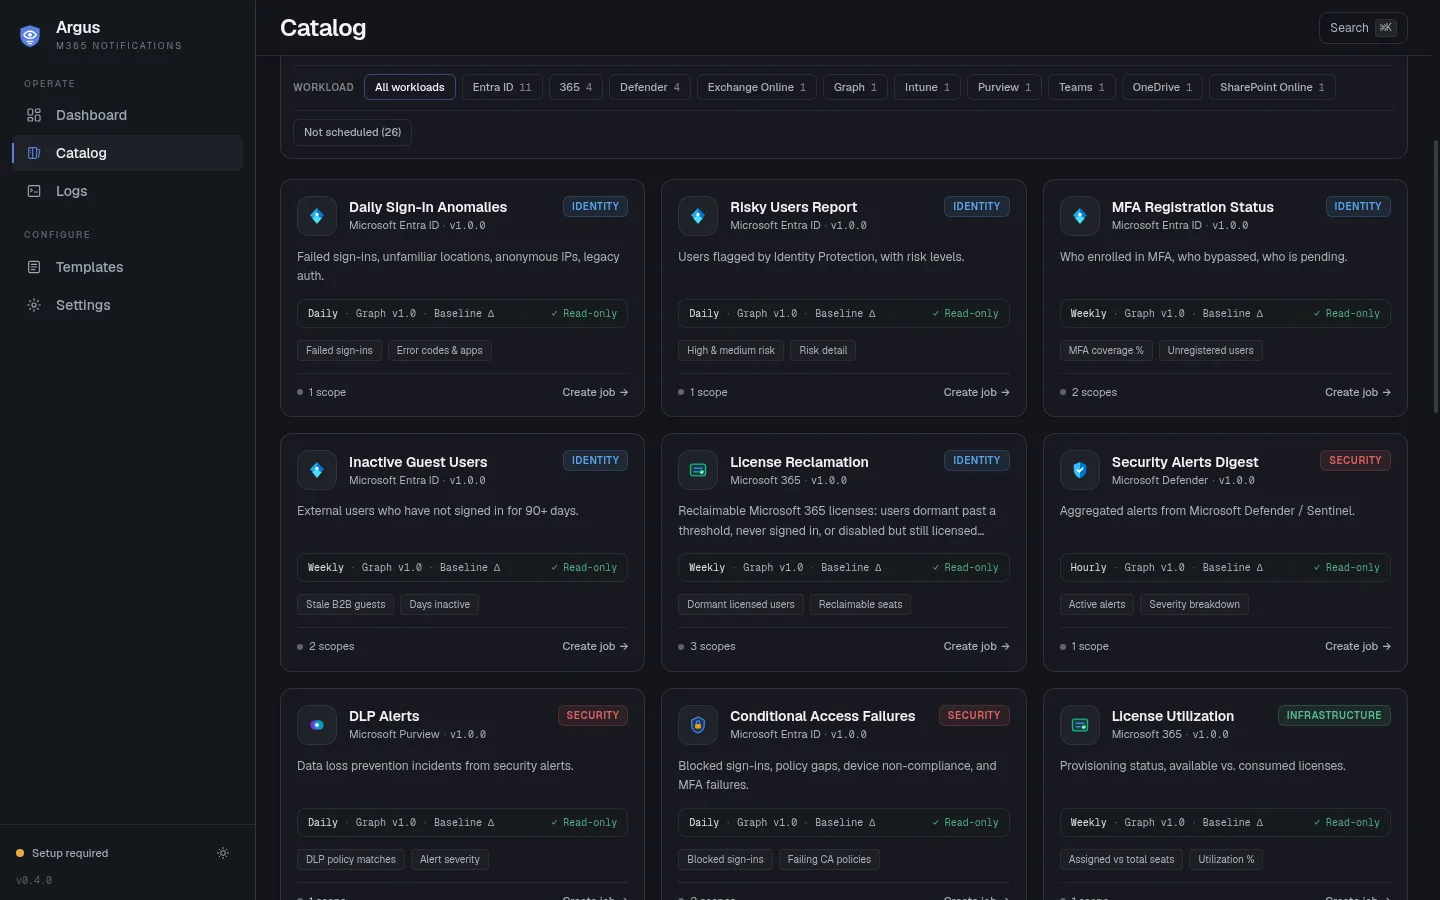 Argus
M365 NOTIFICATIONS
OPERATE
Dashboard
Catalog
Logs
CONFIGURE
Templates
Settings
Setup required
v0.4.0
Catalog
Search ⌘K
WORKLOAD All workloads Entra ID 11 365 4 Defender 4 Exchange Online 1 Graph 1 Intune 1 Purview 1 Teams 1 OneDrive 1 SharePoint Online 1
Not scheduled (26)
Daily Sign-in Anomalies IDENTITY
Microsoft Entra ID · v1.0.0
Failed sign-ins, unfamiliar locations, anonymous IPs, legacy
auth.
Daily · Graph v1.0 · Baseline Δ ✓ Read-only
Failed sign-ins Error codes & apps
1 scope Create job →
Risky Users Report IDENTITY
Microsoft Entra ID · v1.0.0
Users flagged by Identity Protection, with risk levels.
Daily · Graph v1.0 · Baseline Δ ✓ Read-only
High & medium risk Risk detail
1 scope Create job →
MFA Registration Status IDENTITY
Microsoft Entra ID · v1.0.0
Who enrolled in MFA, who bypassed, who is pending.
Weekly · Graph v1.0 · Baseline Δ ✓ Read-only
MFA coverage % Unregistered users
2 scopes Create job →
Inactive Guest Users IDENTITY
Microsoft Entra ID · v1.0.0
External users who have not signed in for 90+ days.
Weekly · Graph v1.0 · Baseline Δ ✓ Read-only
Stale B2B guests Days inactive
2 scopes Create job →
License Reclamation IDENTITY
Microsoft 365 · v1.0.0
Reclaimable Microsoft 365 licenses: users dormant past a
threshold, never signed in, or disabled but still licensed…
Weekly · Graph v1.0 · Baseline Δ ✓ Read-only
Dormant licensed users Reclaimable seats
3 scopes Create job →
Security Alerts Digest SECURITY
Microsoft Defender · v1.0.0
Aggregated alerts from Microsoft Defender / Sentinel.
Hourly · Graph v1.0 · Baseline Δ ✓ Read-only
Active alerts Severity breakdown
1 scope Create job →
DLP Alerts SECURITY
Microsoft Purview · v1.0.0
Data loss prevention incidents from security alerts.
Daily · Graph v1.0 · Baseline Δ ✓ Read-only
DLP policy matches Alert severity
1 scope Create job →
Conditional Access Failures SECURITY
Microsoft Entra ID · v1.0.0
Blocked sign-ins, policy gaps, device non-compliance, and
MFA failures.
Daily · Graph v1.0 · Baseline Δ ✓ Read-only
Blocked sign-ins Failing CA policies
Create job →
License Utilization INFRASTRUCTURE
Microsoft 365 · v1.0.0
Provisioning status, available vs. consumed licenses.
Weekly · Graph v1.0 · Baseline Δ ✓ Read-only
Assigned vs total seats Utilization %
1 scope Create job →